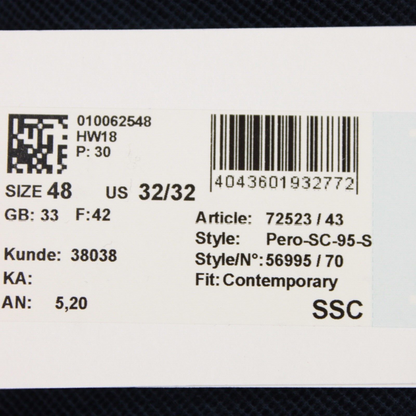 010062548
HW18
P: 30
4043601932772
SIZE 48 US 32/32
GB: 33 F:42
Article: 72523 / 43
Style: Pero-SC-95-S
Kunde: 38038
Style/N°: 56995 / 70
KA:
Fit: Contemporary
AN: 5,20
SSC